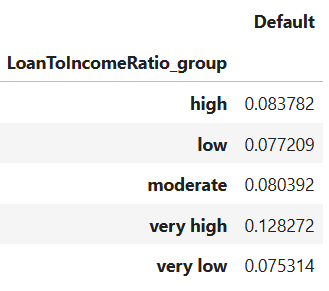 Default
LoanToIncomeRatio_group
high 0.083782
low 0.077209
moderate 0.080392
very high 0.128272
very low 0.075314